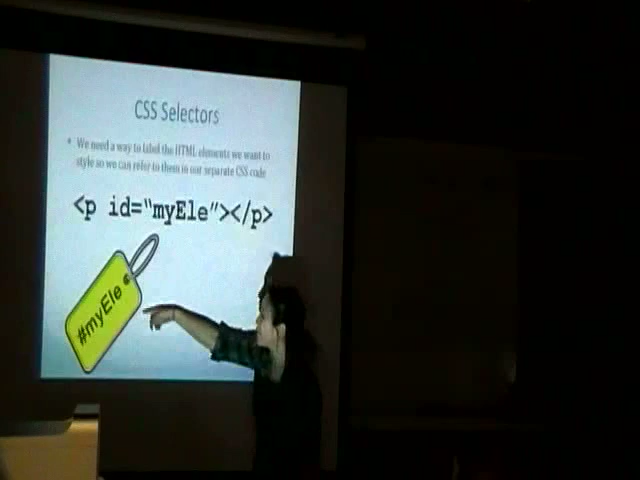 CSS Selectors
• We need a way to label the HTML elements we want to
style so we can refer to them in our separate CSS code
<p id=“myEle”></p>
#myEle